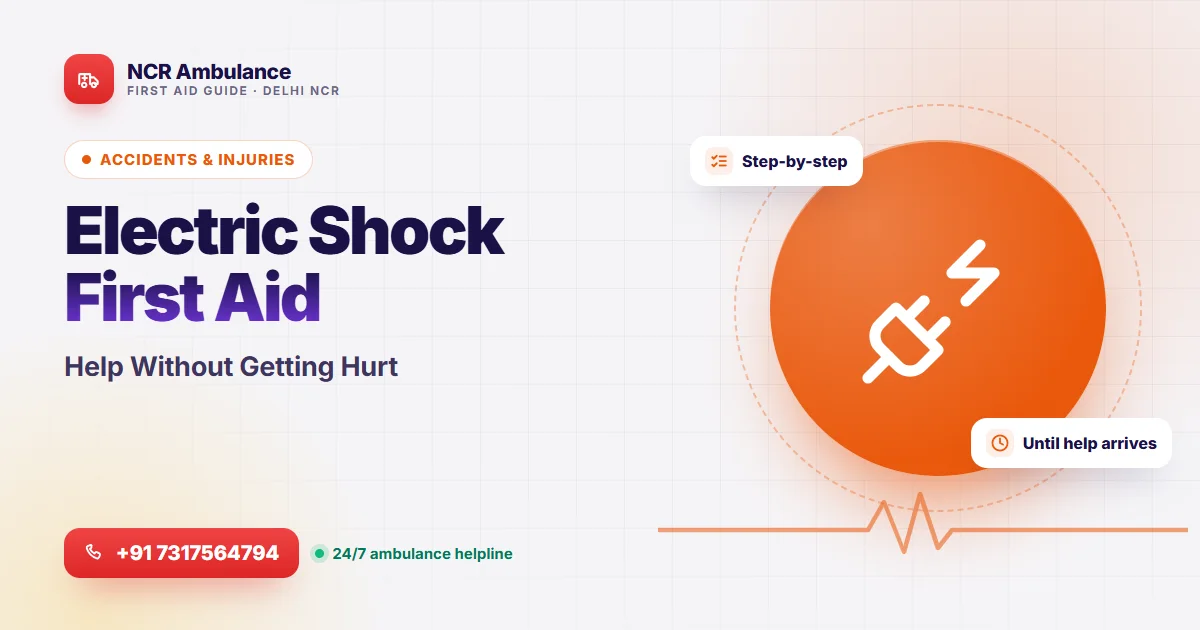 NCR Ambulance
FIRST AID GUIDE · DELHI NCR
ACCIDENTS & INJURIES
Electric Shock
First Aid
Help Without Getting Hurt
+91 7317564794
24/7 ambulance helpline
Step-by-step
Until help arrives